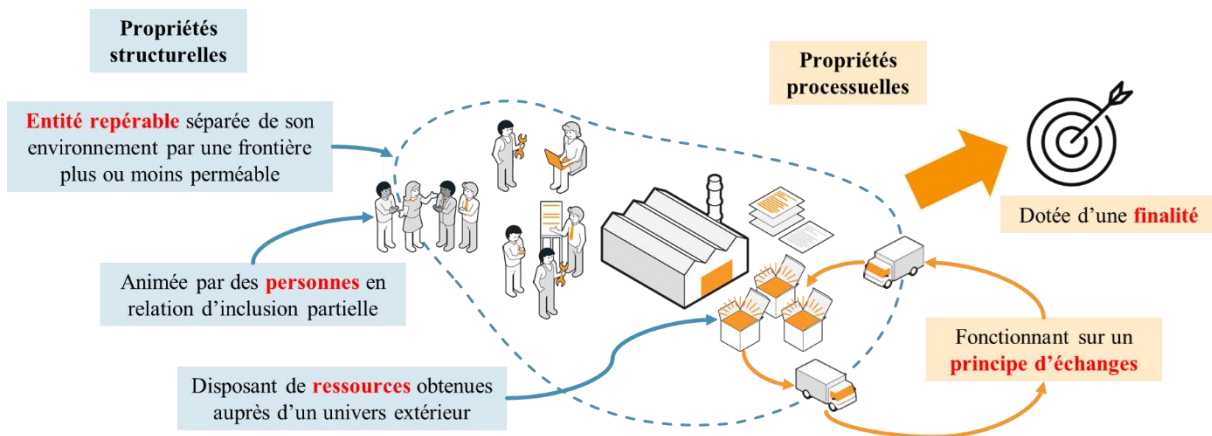 Propriétés
structurelles
Entité repérable séparée de son
environnement par une frontière
plus ou moins perméable
Animée par des personnes en
relation d’inclusion partielle
Disposant de ressources obtenues
auprès d’un univers extérieur
Propriétés
processuelles
Dotée d’une finalité
Fonctionnant sur un
principe d’échanges